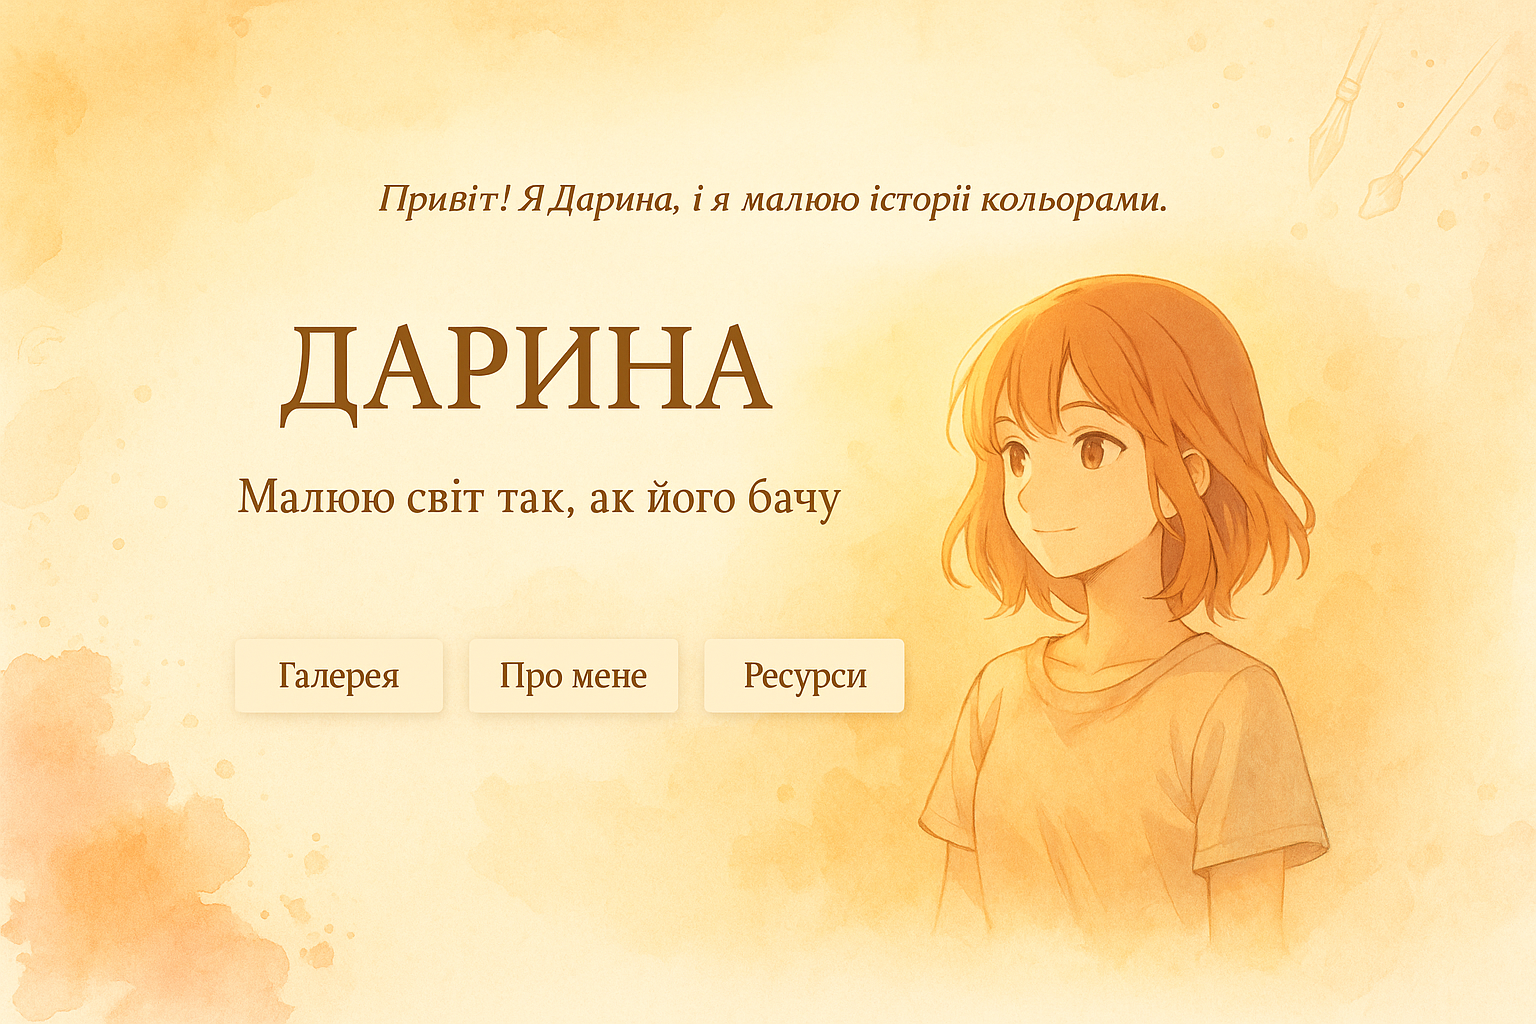 Привіт! Я Дарина, і я малюю історіі кольорами.
ДАРИНА
Малюю світ так, ак його бачу
Галерея
Про мене
Ресурси